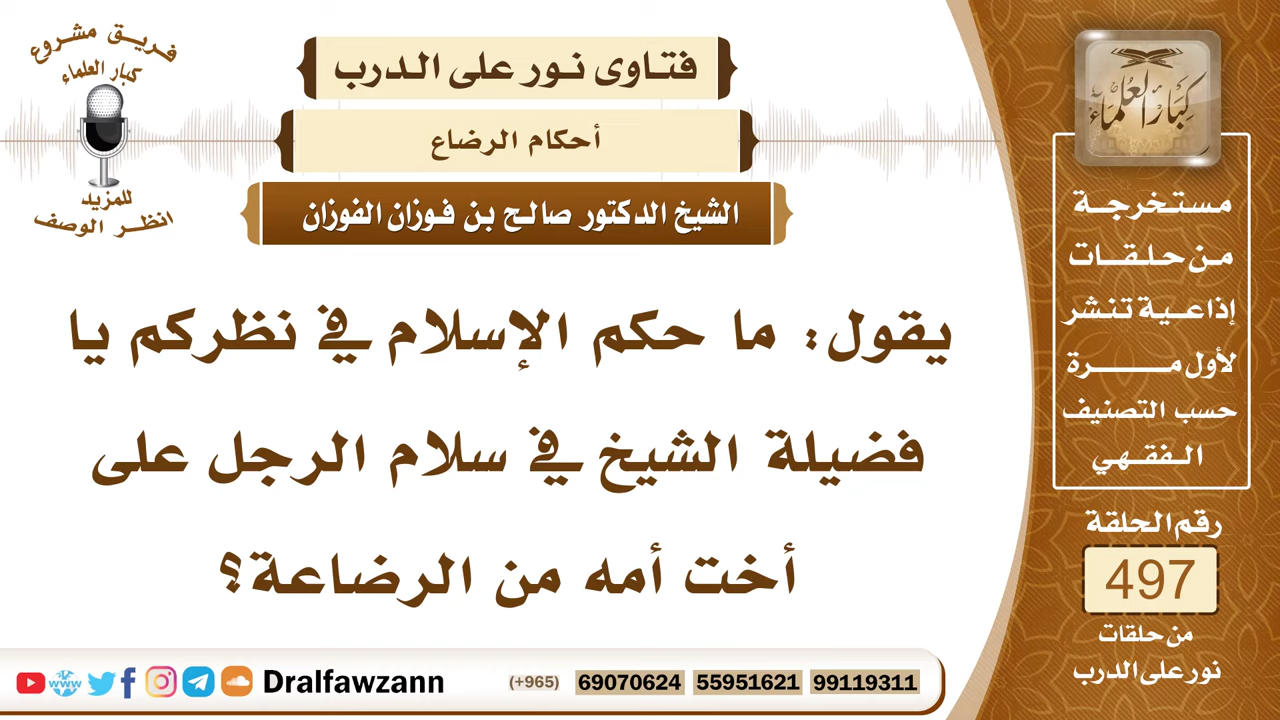 فريق مشروع
كبار العلماء
للمزيد
انظر الوصف
فتاوى نور على الدرب
أحكام الرضاع
الشيخ الدكتور صالح بن فوزان الفوزان
يقول: ما حكم الإسلام في نظركم يا
فضيلة الشيخ في سلام الرجل على
أخت أمه من الرضاعة؟
كبار العلماء
مستخرجة
من حلقات
إذاعية تنشر
لأول مرة
حسب التصنيف
الفقهي
رقم الحلقة
497
من حلقات
نور على الدرب
www Dralfawzann (+965) 69070624 55951621 99119311